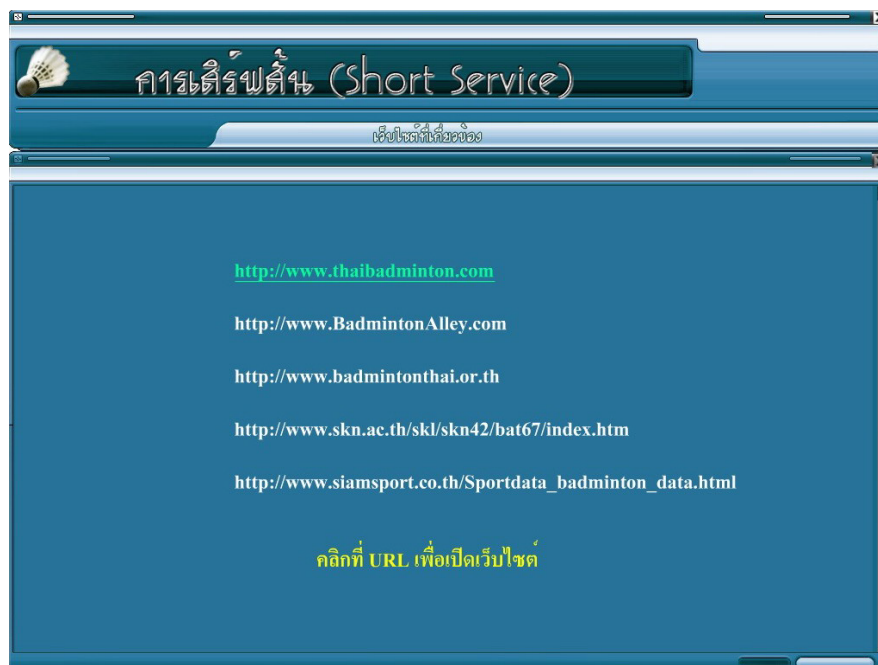 การเสิร์ฟสั้น (Short Service)
เว็บไซต์ที่เกี่ยวข้อง
http://www.thaibadminton.com
http://www.BadmintonAlley.com
http://www.badmintonthai.or.th
http://www.skn.ac.th/skl/skn42/bat67/index.htm
http://www.siamsport.co.th/Sportdata_badminton_data.html
คลิกที่ URL เพื่อเปิดเว็บไซต์